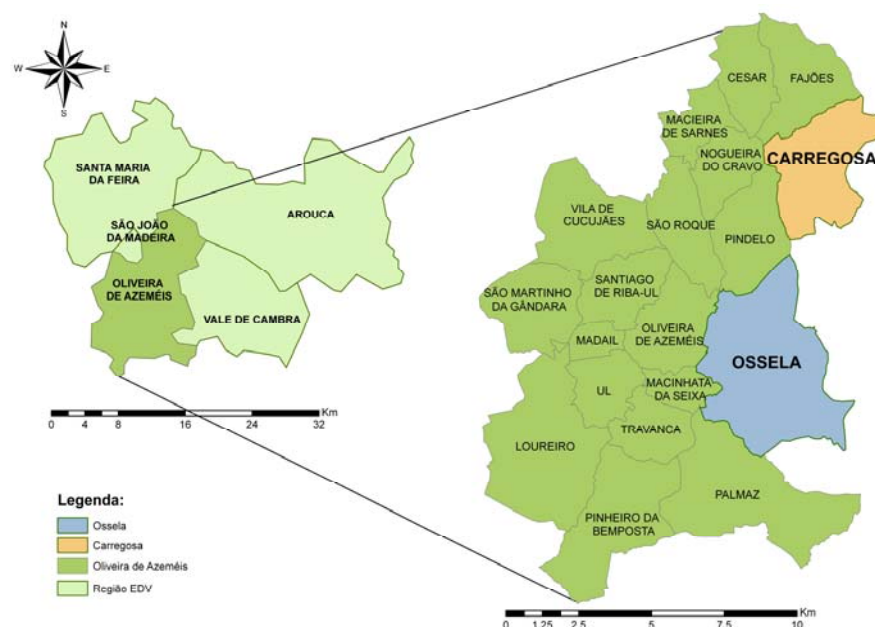 N
W
E
S
SANTA MARIA
DA FEIRA
AROUCA
SÃO JOÃO
DA MADEIRA
OLIVEIRA
DE AZEMÉIS
VALE DE CAMBRA
Km
0 4 8 16 24 32
Legenda:
Ossela
Carregosa
Oliveira de Azeméis
Região EDV
CESAR
FAJÕES
MACIEIRA
DE SARNES
NOGUEIRA
DO CRAVO
CARREGOSA
VILA DE
CUCUJÃES
SÃO ROQUE
PINDELO
SANTIAGO
DE RIBA-UL
SÃO MARTINHO
DA GÂNDARA
MADAIL
OLIVEIRA
DE AZEMÉIS
OSSELA
UL
MACINHATA
DA SEIXA
TRAVANCA
LOUREIRO
PALMAZ
PINHEIRO DA
BEMPOSTA
Km
0 1.25 2.5 5 7.5 10